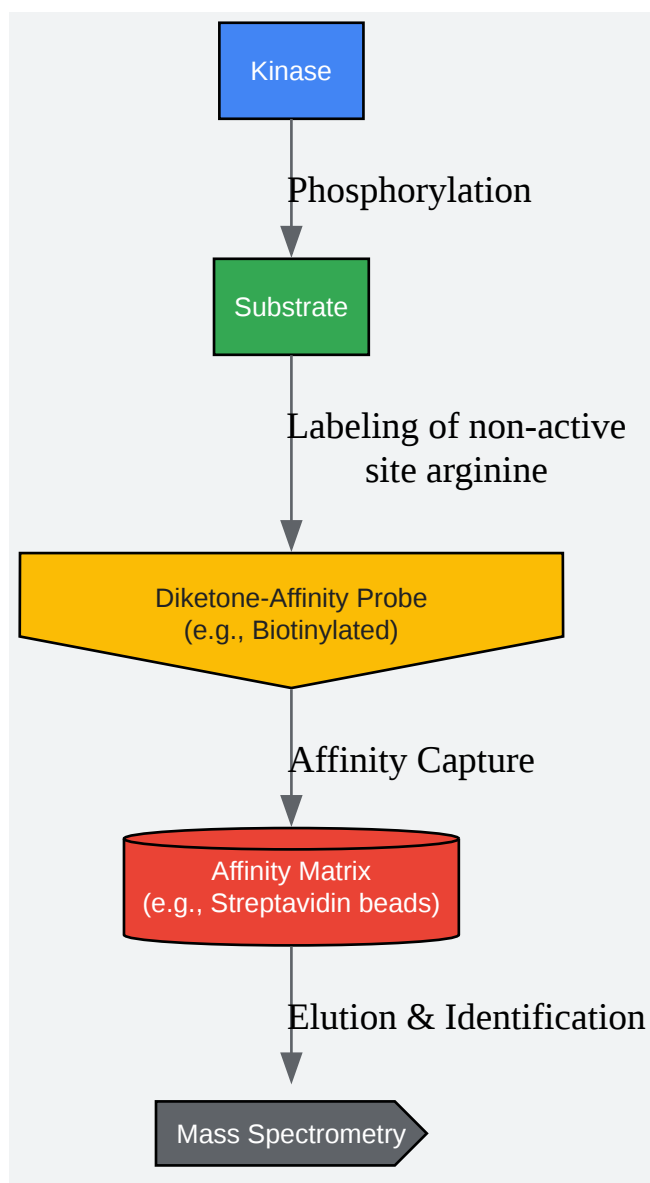 Kinase
Phosphorylation
Substrate
Labeling of non-active
site arginine
Diketone-Affinity Probe
(e.g., Biotinylated)
Affinity Capture
Affinity Matrix
(e.g., Streptavidin beads)
Elution & Identification
Mass Spectrometry